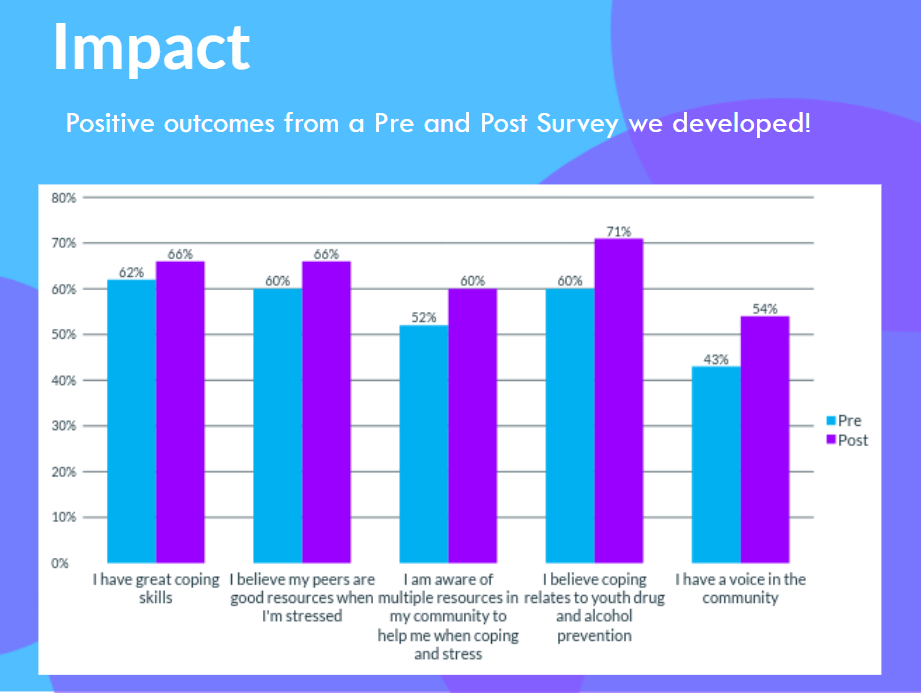 Impact
Positive outcomes from a Pre and Post Survey we developed!
80%
70%
60%
50%
40%
30%
20%
10%
0%
62%
66%
60%
66%
52%
60%
60%
71%
43%
54%
I have great coping
skills
I believe my peers are
good resources when
I'm stressed
I am aware of
multiple resources in
my community to
help me when coping
and stress
I believe coping
relates to youth drug
and alcohol
prevention
I have a voice in the
community
Pre
Post